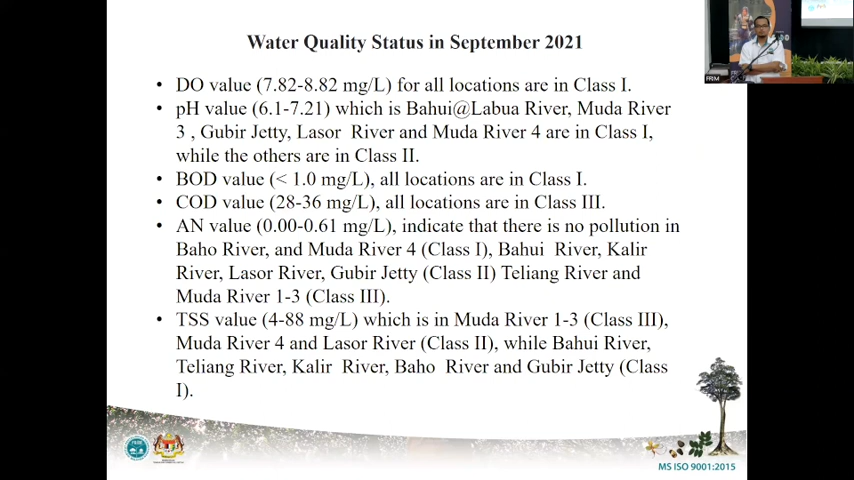 Water Quality Status in September 2021
• DO value (7.82-8.82 mg/L) for all locations are in Class I.
• pH value (6.1-7.21) which is Bahui@Labua River, Muda River
3 , Gubir Jetty, Lasor River and Muda River 4 are in Class I,
while the others are in Class II.
• BOD value (< 1.0 mg/L), all locations are in Class I.
• COD value (28-36 mg/L), all locations are in Class III.
• AN value (0.00-0.61 mg/L), indicate that there is no pollution in
Baho River, and Muda River 4 (Class I), Bahui River, Kalir
River, Lasor River, Gubir Jetty (Class II) Teliang River and
Muda River 1-3 (Class III).
• TSS value (4-88 mg/L) which is in Muda River 1-3 (Class III),
Muda River 4 and Lasor River (Class II), while Bahui River,
Teliang River, Kalir River, Baho River and Gubir Jetty (Class
I).
FRIM
MS ISO 9001:2015